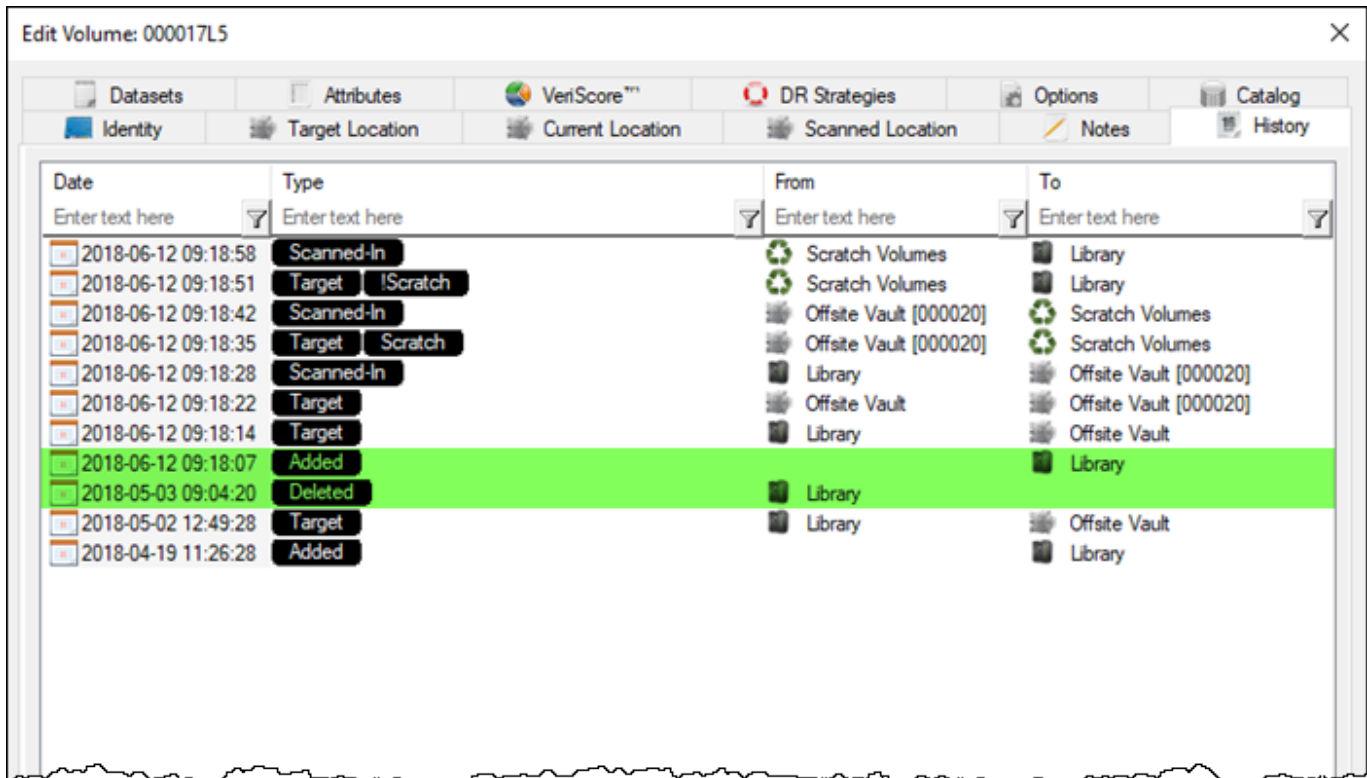 Edit Volume: 000017L5
Datasets Attributes VeriScore™ DR Strategies Options Catalog
Identity Target Location Current Location Scanned Location Notes History
Date Type From To
Enter text here Enter text here Enter text here Enter text here
2018-06-12 09:18:58 Scanned-In Scratch Volumes Library
2018-06-12 09:18:51 Target !Scratch Scratch Volumes Library
2018-06-12 09:18:42 Scanned-In Offsite Vault [000020] Scratch Volumes
2018-06-12 09:18:35 Target Scratch Offsite Vault [000020] Scratch Volumes
2018-06-12 09:18:28 Scanned-In Library Offsite Vault [000020]
2018-06-12 09:18:22 Target Offsite Vault Offsite Vault [000020]
2018-06-12 09:18:14 Target Library Offsite Vault
2018-06-12 09:18:07 Added Library
2018-05-03 09:04:20 Deleted Library
2018-05-02 12:49:28 Target Library Offsite Vault
2018-04-19 11:26:28 Added Library